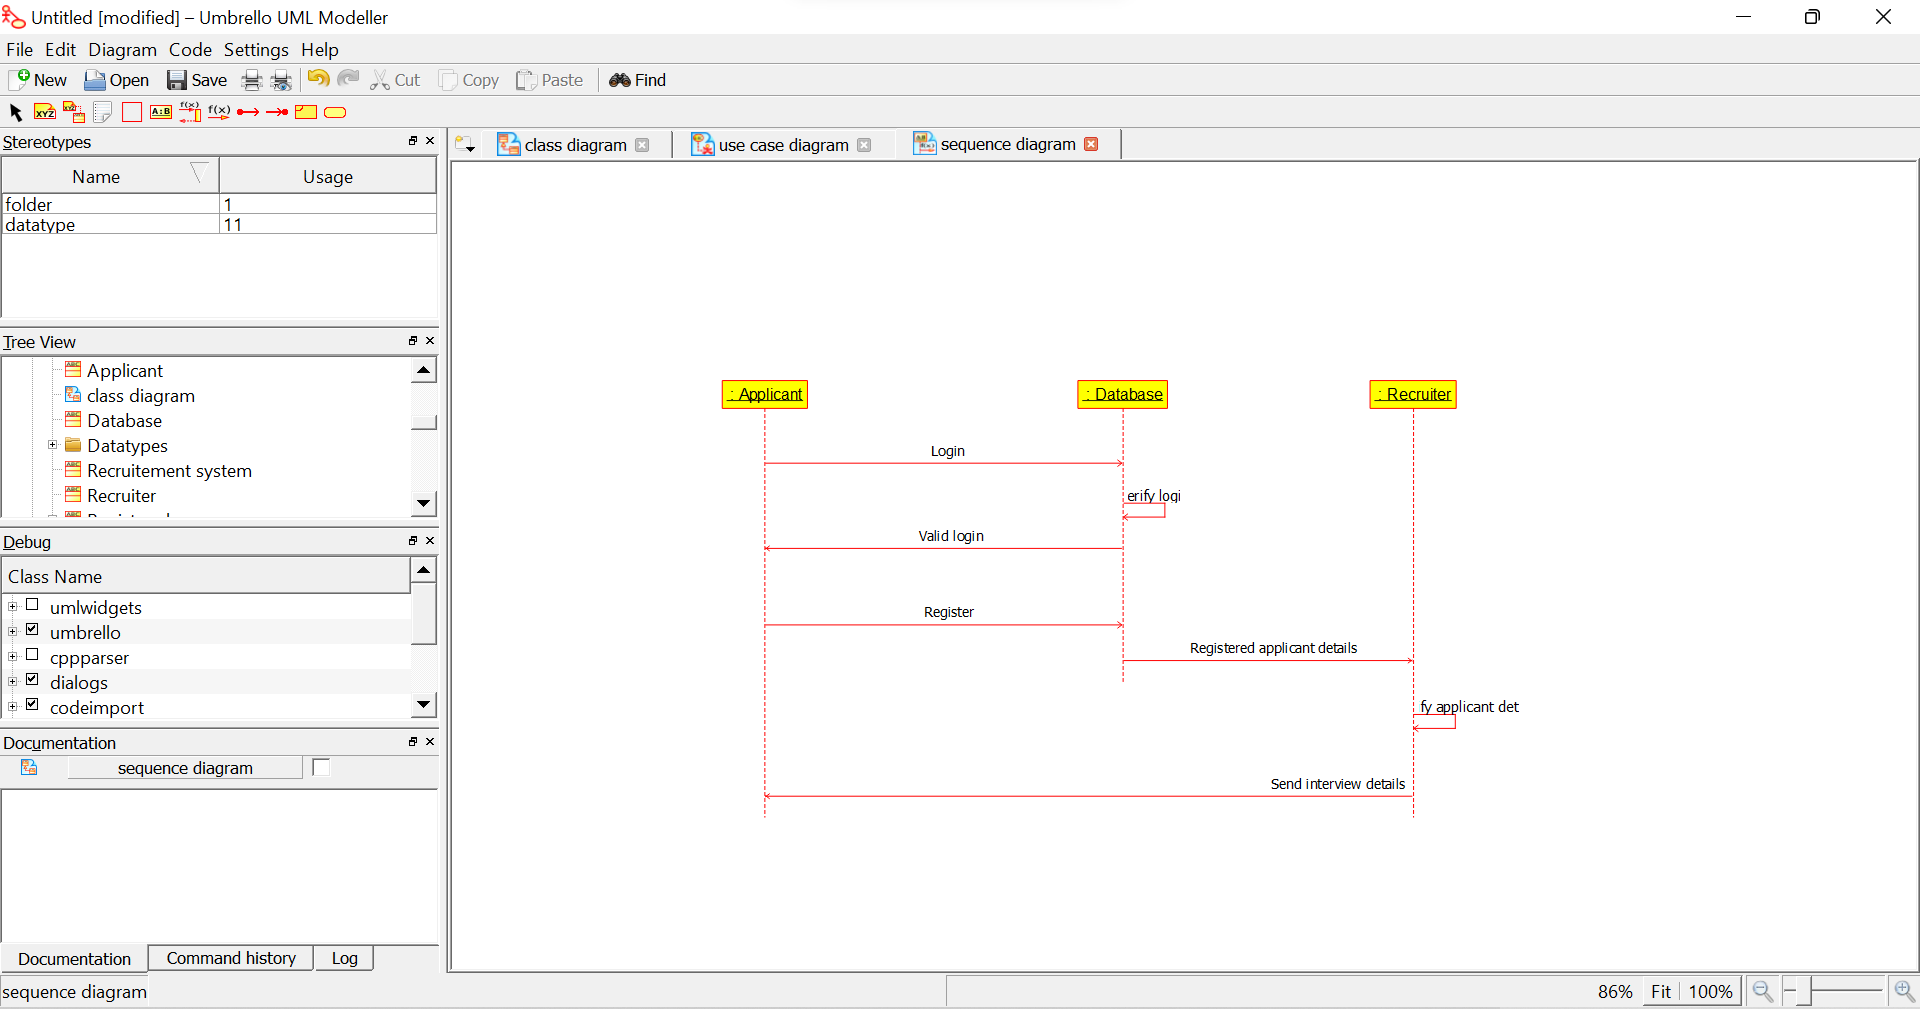 Untitled [modified] – Umbrello UML Modeller
File Edit Diagram Code Settings Help
New Open Save Cut Copy Paste Find
XYZ XYZ A:B f(x) f(x)
Stereotypes
Name Usage
folder 1
datatype 11
Tree View
Applicant
class diagram
Database
Datatypes
Recruitement system
Recruiter
Debug
Class Name
umlwidgets
umbrello
cppparser
dialogs
codeimport
Documentation
sequence diagram
Documentation Command history Log
class diagram use case diagram sequence diagram
: Applicant : Database : Recruiter
Login
erify logi
Valid login
Register
Registered applicant details
fy applicant det
Send interview details
sequence diagram
86% Fit 100%